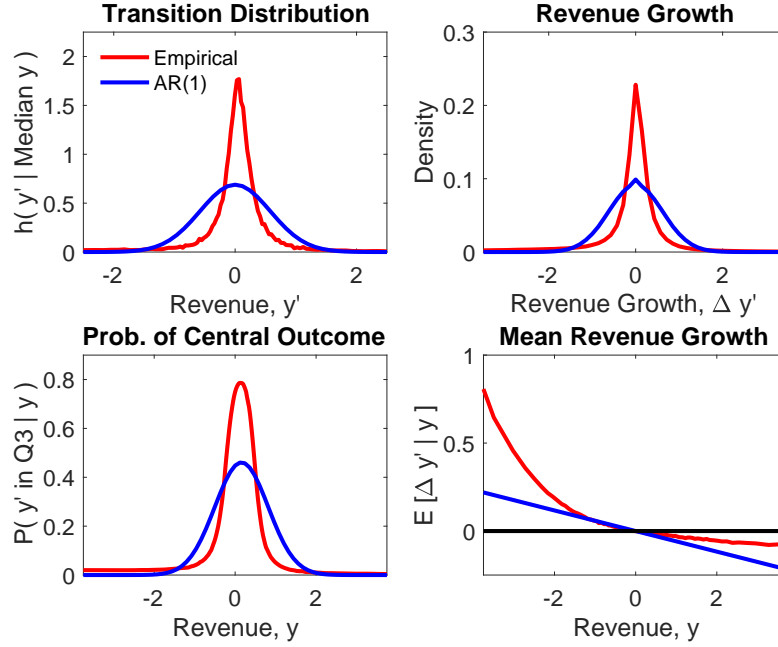 Transition Distribution
h( y' | Median y )
2
1.5
1
0.5
0
Empirical
AR(1)
-2
0
2
Revenue, y'
Revenue Growth
Density
0.3
0.2
0.1
0
-2
0
2
Revenue Growth, Δ y'
Prob. of Central Outcome
P( y' in Q3 | y )
0.8
0.6
0.4
0.2
0
-2
0
2
Revenue, y
Mean Revenue Growth
E [Δ y' | y ]
1
0.5
0
-2
0
2
Revenue, y